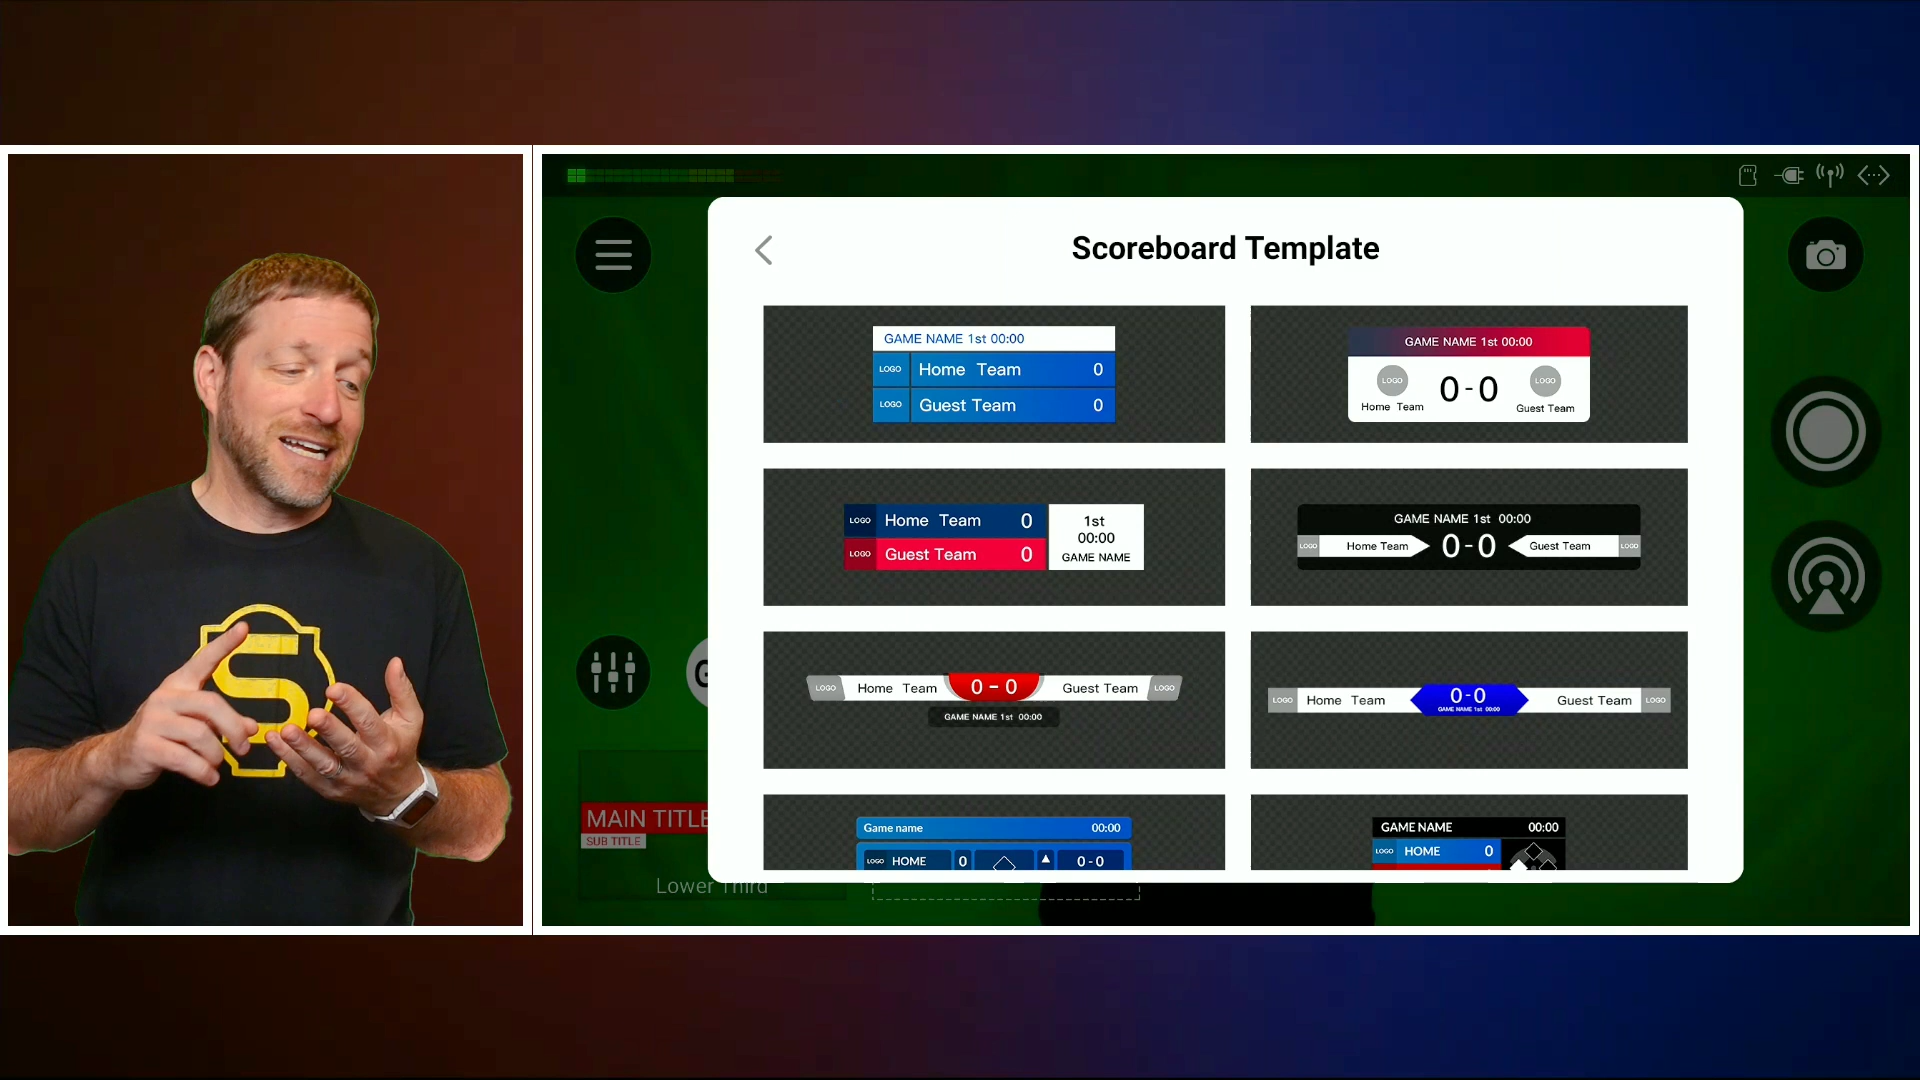 S
Scoreboard Template
GAME NAME 1st 00:00
LOGO Home Team 0
LOGO Guest Team 0
GAME NAME 1st 00:00
LOGO 0 - 0 LOGO
Home Team Guest Team
LOGO Home Team 0
LOGO Guest Team 0
1st
00:00
GAME NAME
GAME NAME 1st 00:00
LOGO Home Team 0 - 0 Guest Team LOGO
LOGO Home Team 0 - 0 Guest Team LOGO
GAME NAME 1st 00:00
LOGO Home Team 0 - 0 Guest Team LOGO
GAME NAME 1st 00:00
Game name 00:00
LOGO HOME 0 0 - 0
GAME NAME 00:00
LOGO HOME 0
MAIN TITLE
SUB TITLE
Lower Third